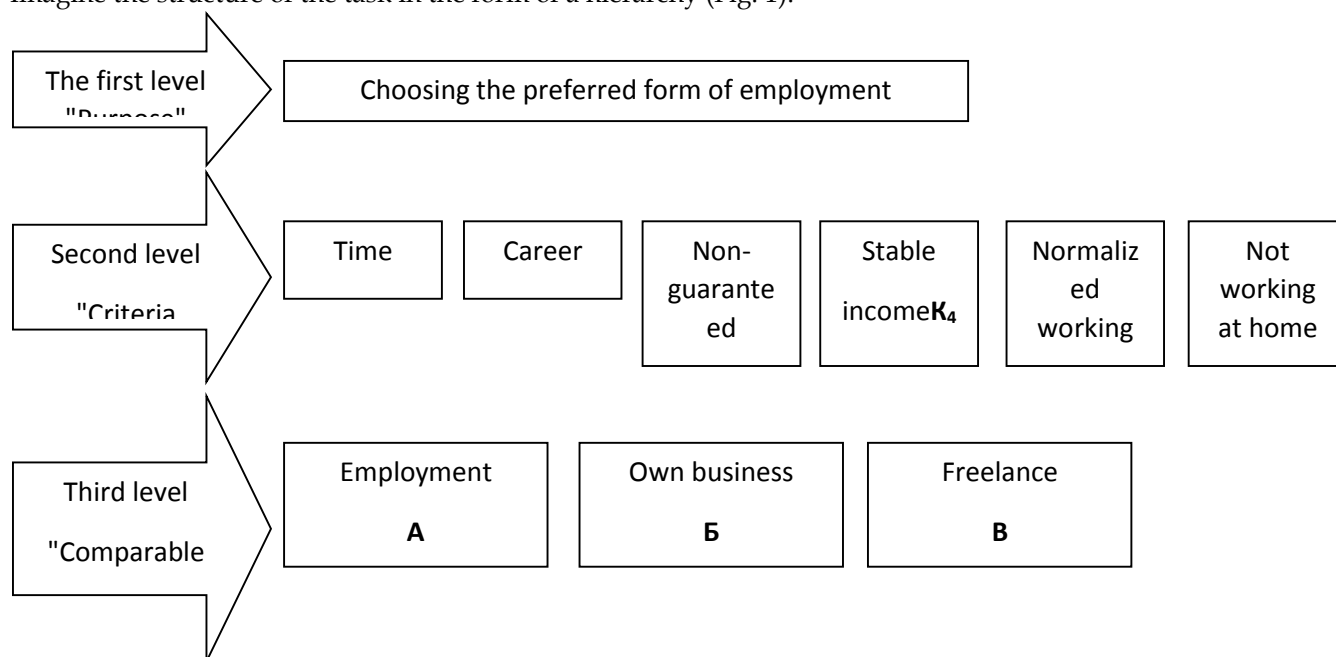 imagine the structure of the task in the form of a hierarchy (Fig. 1).
The first level
"Purpose"
Choosing the preferred form of employment
Second level
"Criteria
Time
Career
Non-
guarante
ed
Stable
incomeК₄
Normaliz
ed
working
Not
working
at home
Third level
"Comparable
Employment
А
Own business
Б
Freelance
В